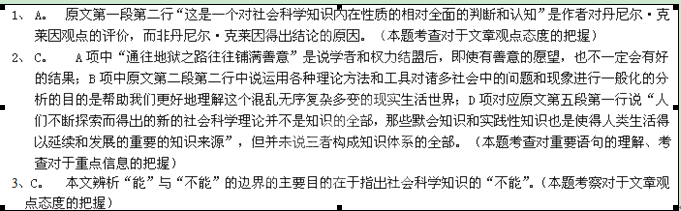 1、 A。 原文第一段第二行“这是一个对社会科学知识内在性质的相对全面的判断和认知”是作者对丹尼尔·克
莱因观点的评价，而非丹尼尔·克莱因得出结论的原因。（本题考查对于文章观点态度的把握）
2、 C。 A 项中“通往地狱之路往往铺满善意”是说学者和权力结盟后，即使有善意的愿望，也不一定会有好
的结果；B 项中原文第二段第二行中说运用各种理论方法和工具对诸多社会中的问题和现象进行一般化的分
析的目的是帮助我们更好地理解这个混乱无序复杂多变的现实生活世界；D 项对应原文第五段第一行说“人
们不断探索而得出的新的社会科学理论并不是知识的全部，那些默会知识和实践性知识也是使得人类生活得
以延续和发展的重要的知识来源”，但并未说三者构成知识体系的全部。（本题考查对重要语句的理解、考
查对于重点信息的把握）
3、C。 本文辨析“能”与“不能”的边界的主要目的在于指出社会科学知识的“不能”。（本题考察对于文章观
点态度的把握）